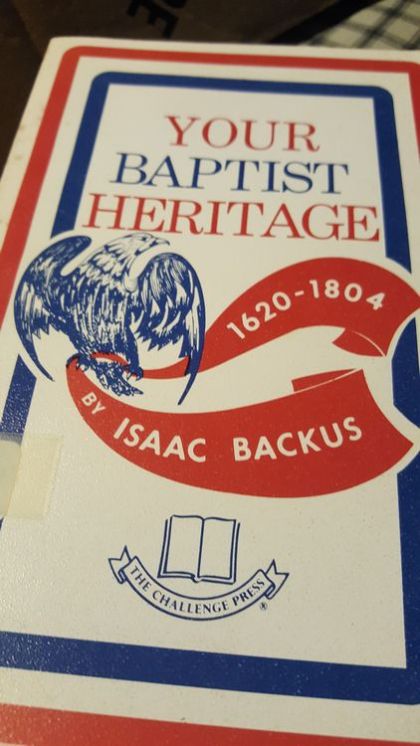 YOUR
BAPTIST
HERITAGE
1620-1804
BY ISAAC BACKUS
THE CHALLENGE PRESS
®